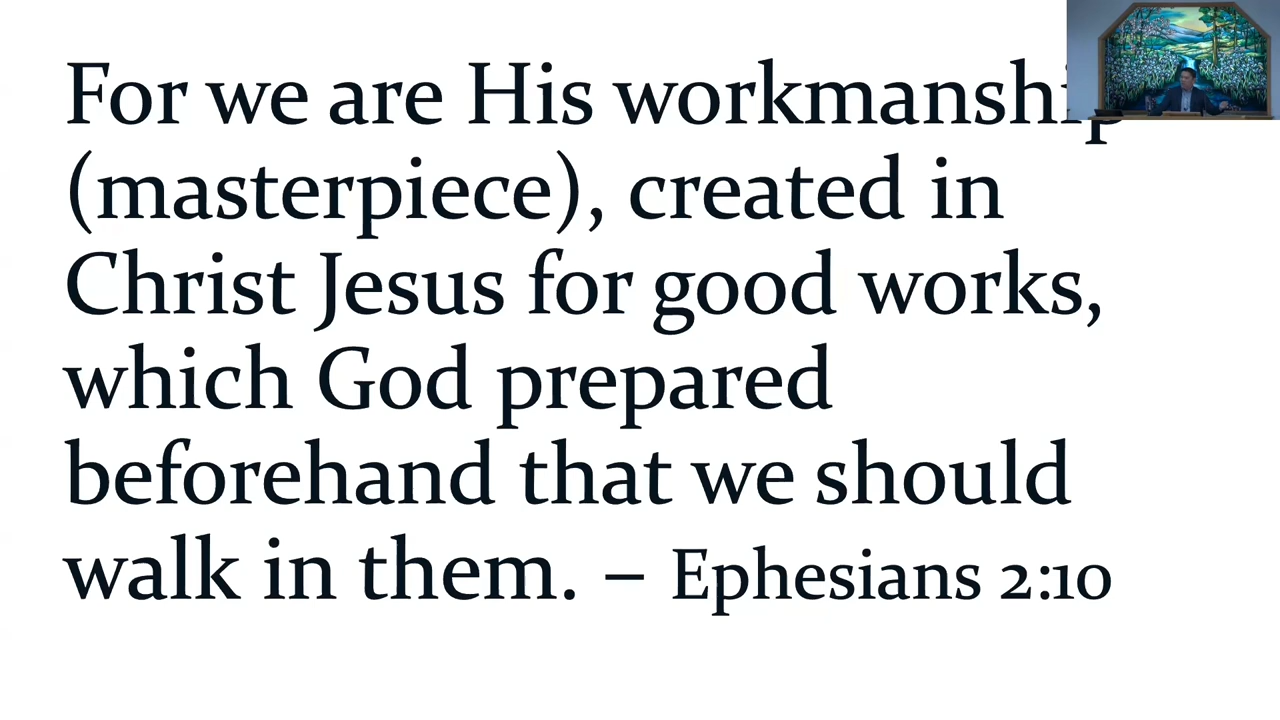 For we are His workmanship
(masterpiece), created in
Christ Jesus for good works,
which God prepared
beforehand that we should
walk in them. – Ephesians 2:10